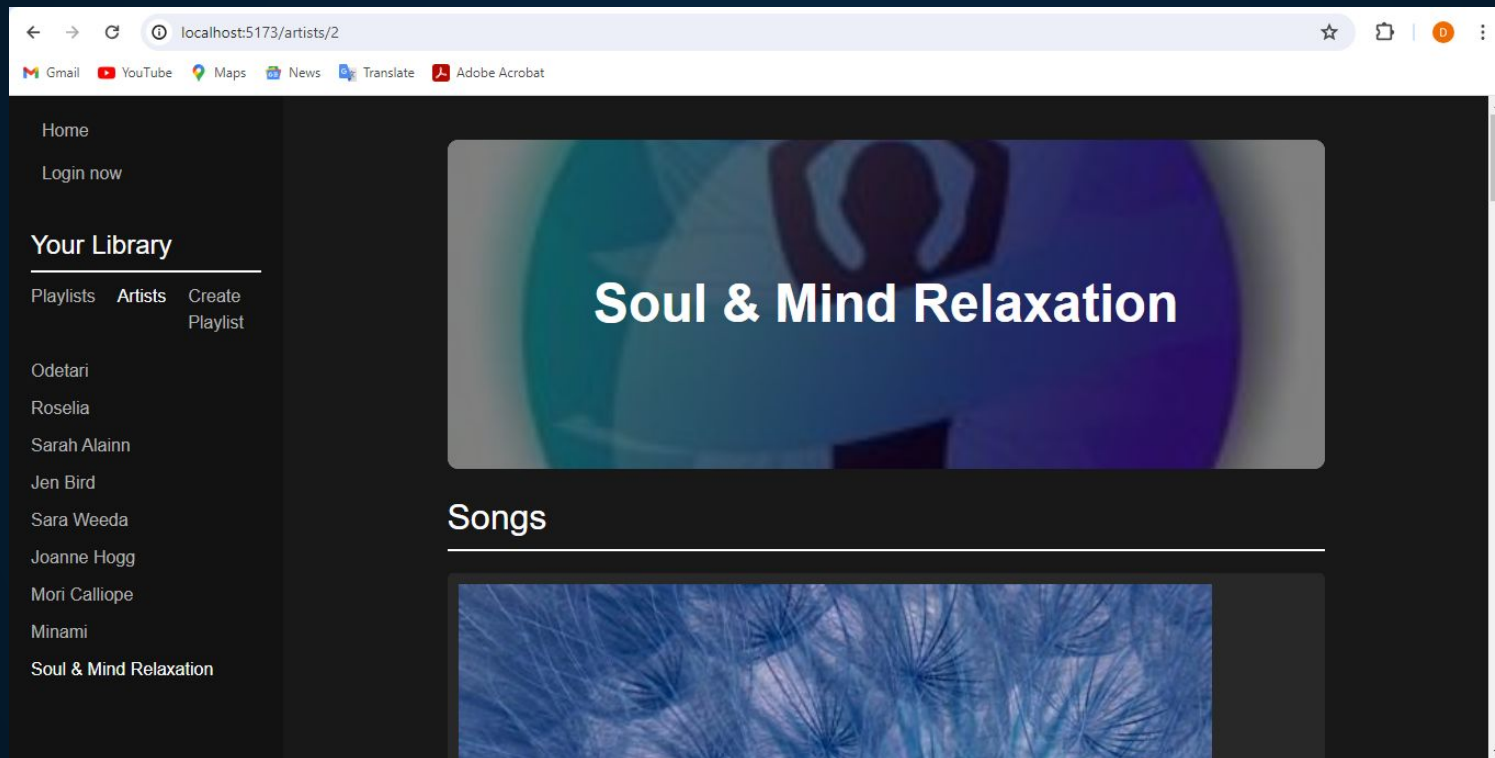 localhost:5173/artists/2
Gmail YouTube Maps News Translate Adobe Acrobat
D
Home
Login now
Your Library
Playlists Artists Create Playlist
Odetari
Roselia
Sarah Alainn
Jen Bird
Sara Weeda
Joanne Hogg
Mori Calliope
Minami
Soul & Mind Relaxation
Soul & Mind Relaxation
Songs